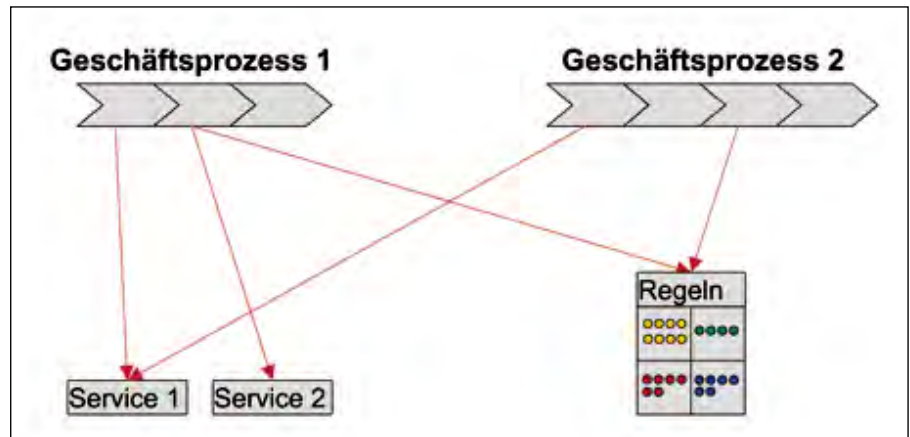 Geschäftsprozess 1
Geschäftsprozess 2
Regeln
Service 1
Service 2